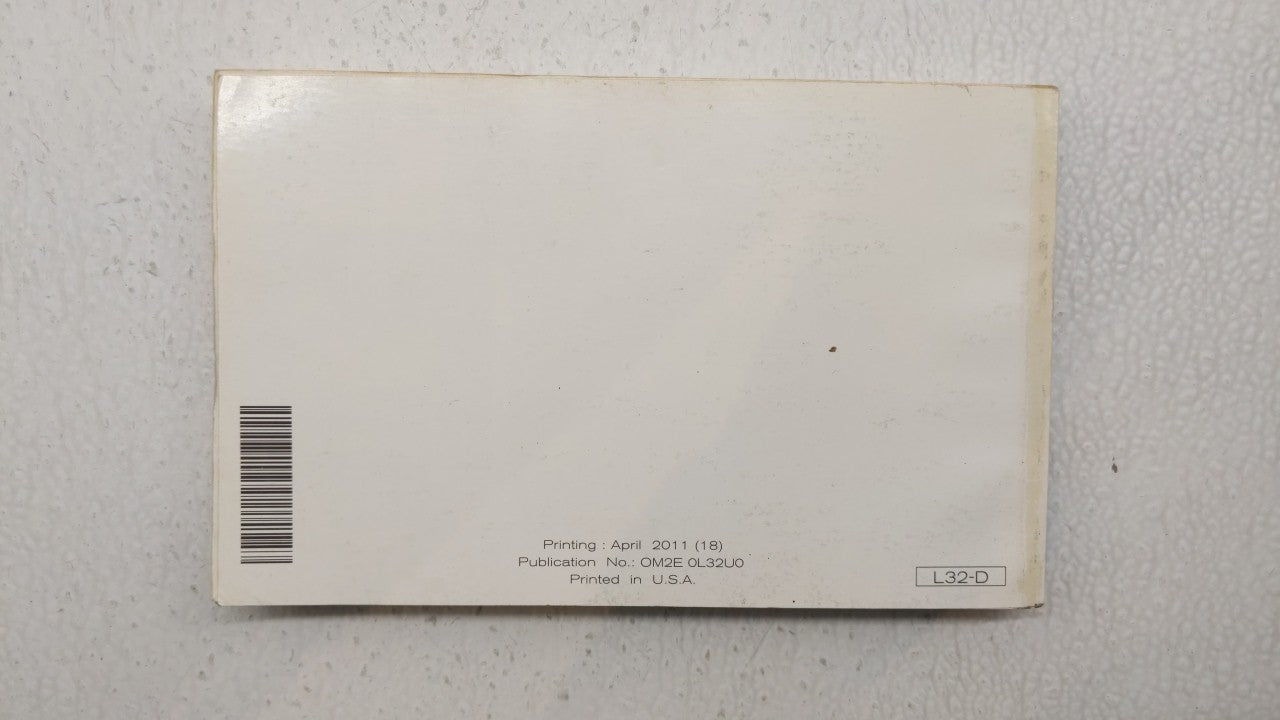 Printing : April 2011 (18)
Publication No.: OM2E 0L32U0
Printed in U.S.A.
L32-D